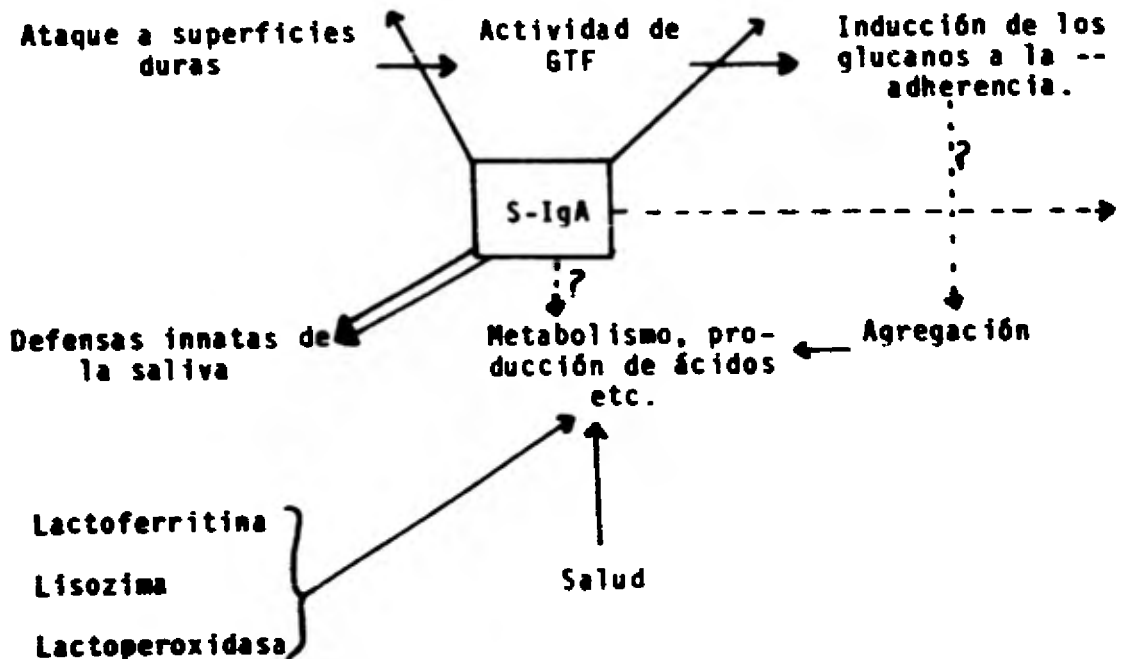 Ataque a superficies
duras
Actividad de
GTF
Inducción de los
glucanos a la --
adherencia.
?
S-IgA
?
Defensas innatas de
la saliva
Metabolismo, pro-
ducción de ácidos
etc.
Agregación
Lactoferritina
Lisozima
Lactoperoxidasa
Salud